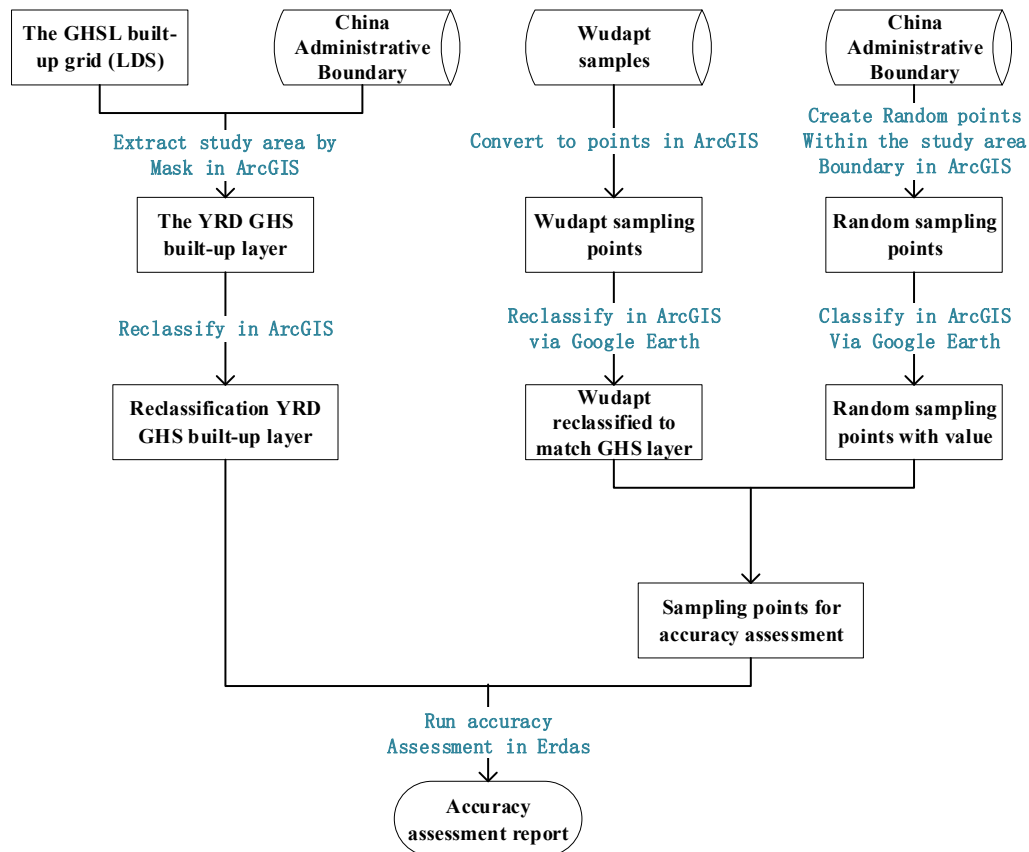 The GHSL built-
up grid (LDS)
China
Administrative
Boundary
Wudapt
samples
China
Administrative
Boundary
Extract study area by
Mask in ArcGIS
Convert to points in ArcGIS
Create Random points
Within the study area
Boundary in ArcGIS
The YRD GHS
built-up layer
Wudapt sampling
points
Random sampling
points
Reclassify in ArcGIS
Reclassify in ArcGIS
via Google Earth
Classify in ArcGIS
Via Google Earth
Reclassification YRD
GHS built-up layer
Wudapt
reclassified to
match GHS layer
Random sampling
points with value
Sampling points for
accuracy assessment
Run accuracy
Assessment in Erdas
Accuracy
assessment report